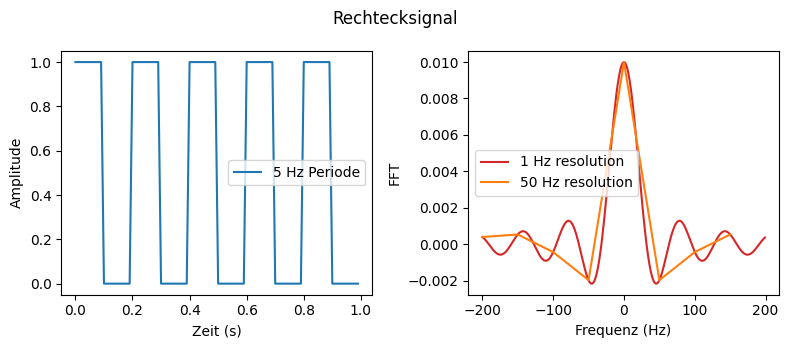 Rechtecksignal
Amplitude
1.0
0.8
0.6
0.4
0.2
0.0
5 Hz Periode
0.0 0.2 0.4 0.6 0.8 1.0
Zeit (s)
FFT
0.010
0.008
0.006
0.004
0.002
0.000
−0.002
1 Hz resolution
50 Hz resolution
−200 −100 0 100 200
Frequenz (Hz)